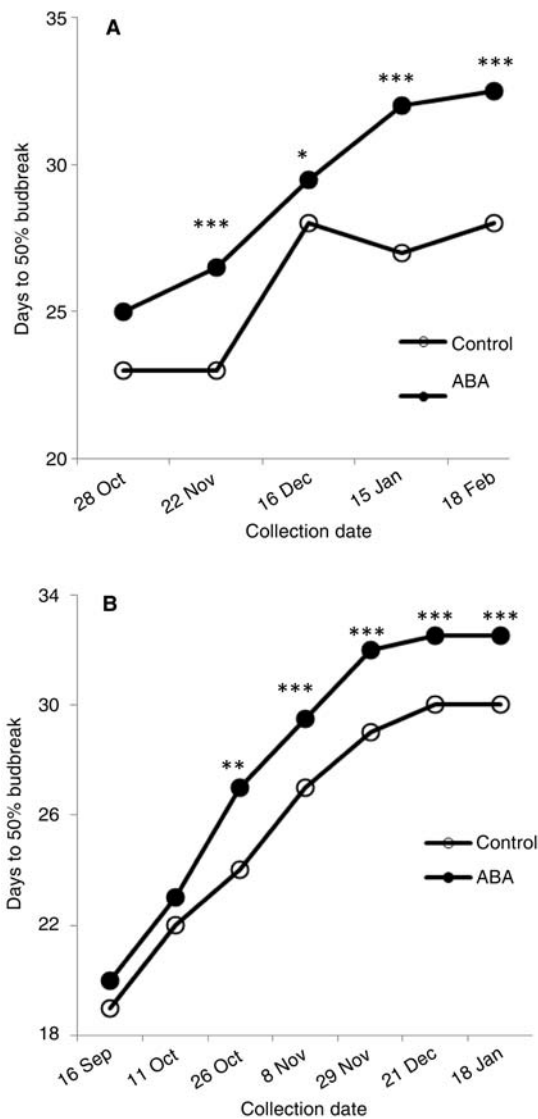 A
35
30
25
20
Days to 50% budbreak
***
*
***
***
Control
ABA
28 Oct
22 Nov
16 Dec
15 Jan
18 Feb
Collection date
B
34
30
26
22
18
Days to 50% budbreak
**
***
***
***
***
Control
ABA
16 Sep
11 Oct
26 Oct
8 Nov
29 Nov
21 Dec
18 Jan
Collection date